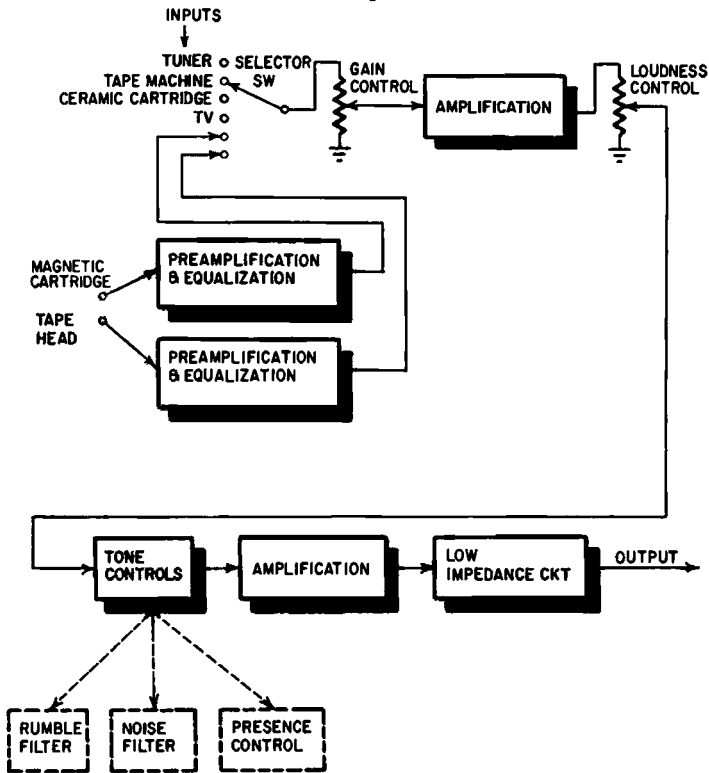 INPUTS
TUNER
SELECTOR
SW
TAPE MACHINE
CERAMIC CARTRIDGE
TV
GAIN
CONTROL
AMPLIFICATION
LOUDNESS
CONTROL
MAGNETIC
CARTRIDGE
TAPE
HEAD
PREAMPLIFICATION
& EQUALIZATION
PREAMPLIFICATION
& EQUALIZATION
TONE
CONTROLS
AMPLIFICATION
LOW
IMPEDANCE CKT
OUTPUT
RUMBLE
FILTER
NOISE
FILTER
PRESENCE
CONTROL